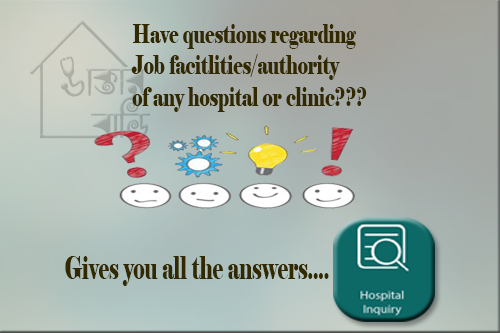 Have questions regarding
Job facitlities/authority
of any hospital or clinic???
ডাক্তার
বাড়ি
Gives you all the answers....
Hospital
Inquiry